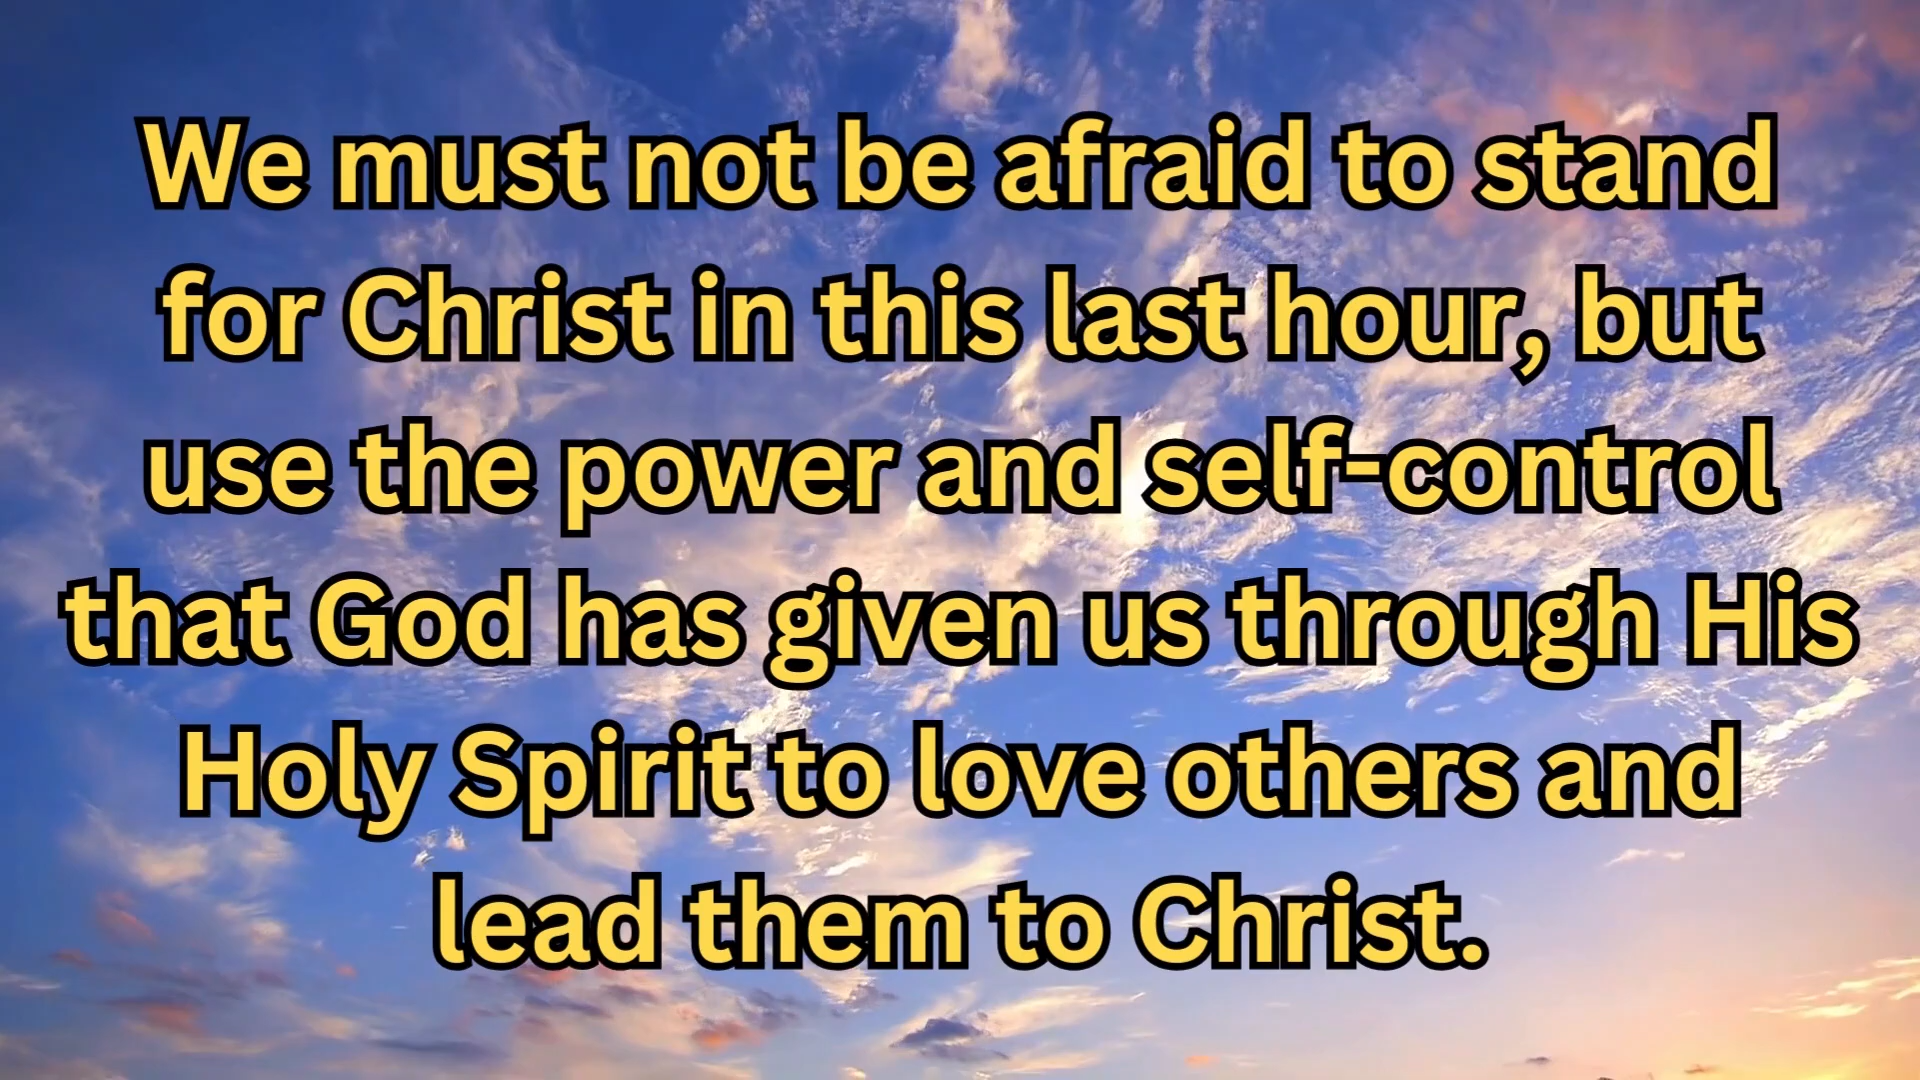 We must not be afraid to stand
for Christ in this last hour, but
use the power and self-control
that God has given us through His
Holy Spirit to love others and
lead them to Christ.